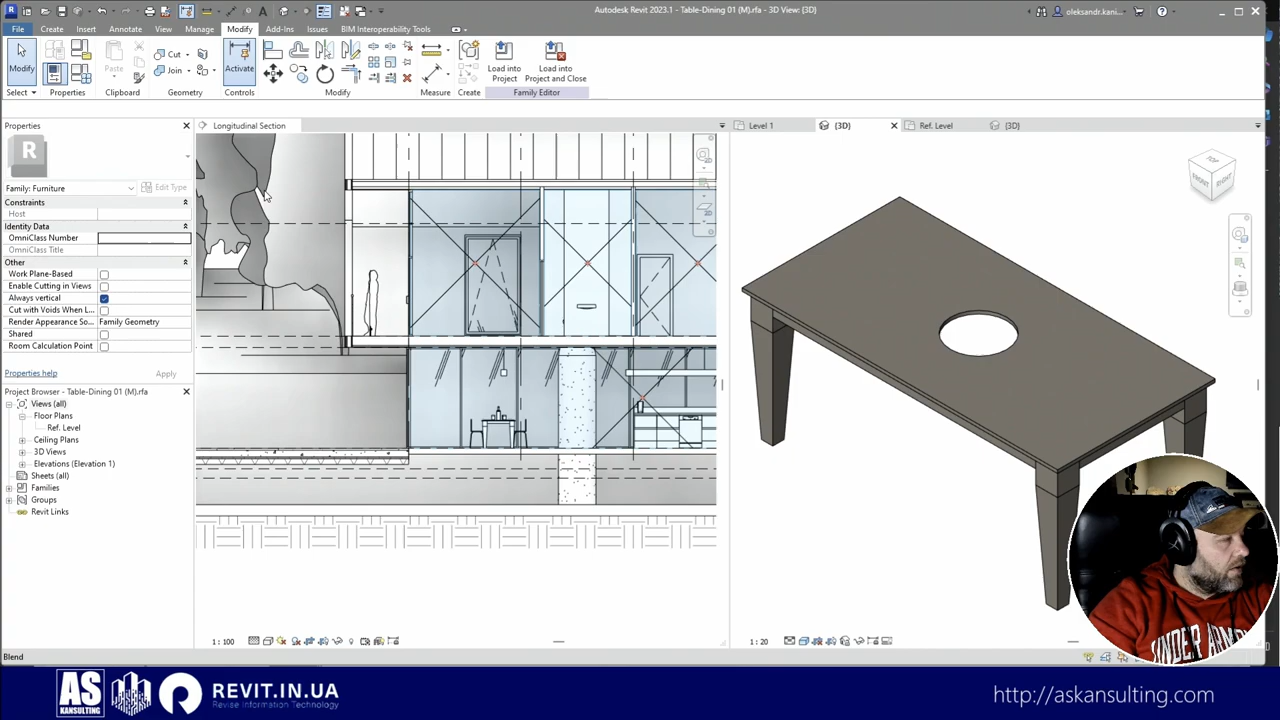 Autodesk Revit 2023.1 - Table-Dining 01 (M).rfa - 3D View: {3D}
oleksandr.kani...
File Create Insert Annotate View Manage Modify Add-Ins Issues BIM Interoperability Tools
Modify
Paste
Cut
Join
Activate
Load into Project
Load into Project and Close
Select Properties Clipboard Geometry Controls Modify Measure Create Family Editor
Properties
Longitudinal Section
Level 1
{3D}
Ref. Level
{3D}
R
Family: Furniture
Edit Type
Constraints
Host
Identity Data
OmniClass Number
OmniClass Title
Other
Work Plane-Based
Enable Cutting in Views
Always vertical
Cut with Voids When L...
Render Appearance So... Family Geometry
Shared
Room Calculation Point
Properties help
Apply
Project Browser - Table-Dining 01 (M).rfa
Views (all)
Floor Plans
Ref. Level
Ceiling Plans
3D Views
Elevations (Elevation 1)
Sheets (all)
Families
Groups
Revit Links
TOP
FRONT
RIGHT
1 : 100
1 : 20
Blend
UNDER ARMO
AS
KANSULTING
REVIT.IN.UA
Revise Information Technology
http://askansulting.com